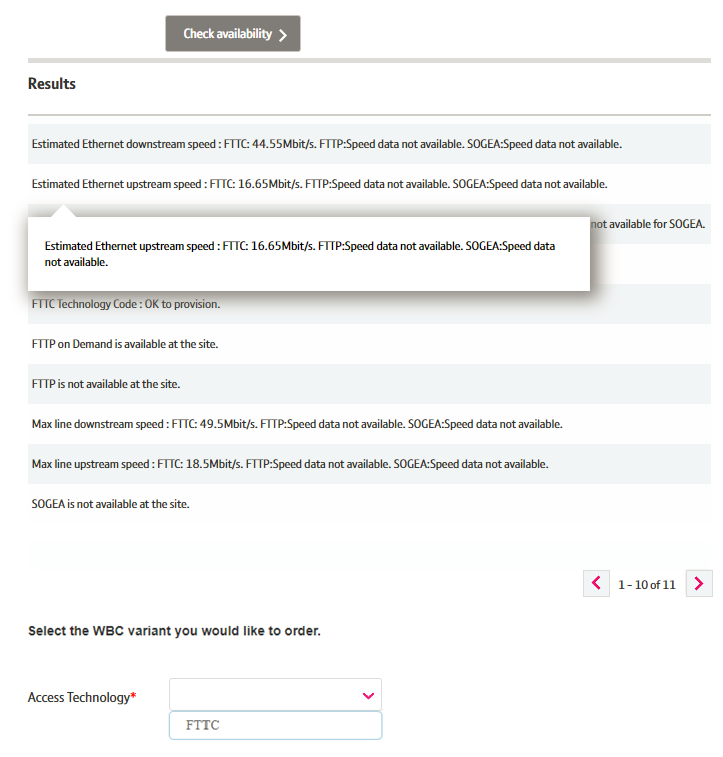 Check availability
Results
Estimated Ethernet downstream speed : FTTC: 44.55Mbit/s. FTTP:Speed data not available. SOGEA:Speed data not available.
Estimated Ethernet upstream speed : FTTC: 16.65Mbit/s. FTTP:Speed data not available. SOGEA:Speed data not available.
not available for SOGEA.
Estimated Ethernet upstream speed : FTTC: 16.65Mbit/s. FTTP:Speed data not available. SOGEA:Speed data
not available.
FTTC Technology Code : OK to provision.
FTTP on Demand is available at the site.
FTTP is not available at the site.
Max line downstream speed : FTTC: 49.5Mbit/s. FTTP:Speed data not available. SOGEA:Speed data not available.
Max line upstream speed : FTTC: 18.5Mbit/s. FTTP:Speed data not available. SOGEA:Speed data not available.
SOGEA is not available at the site.
1 - 10 of 11
Select the WBC variant you would like to order.
Access Technology*
FTTC